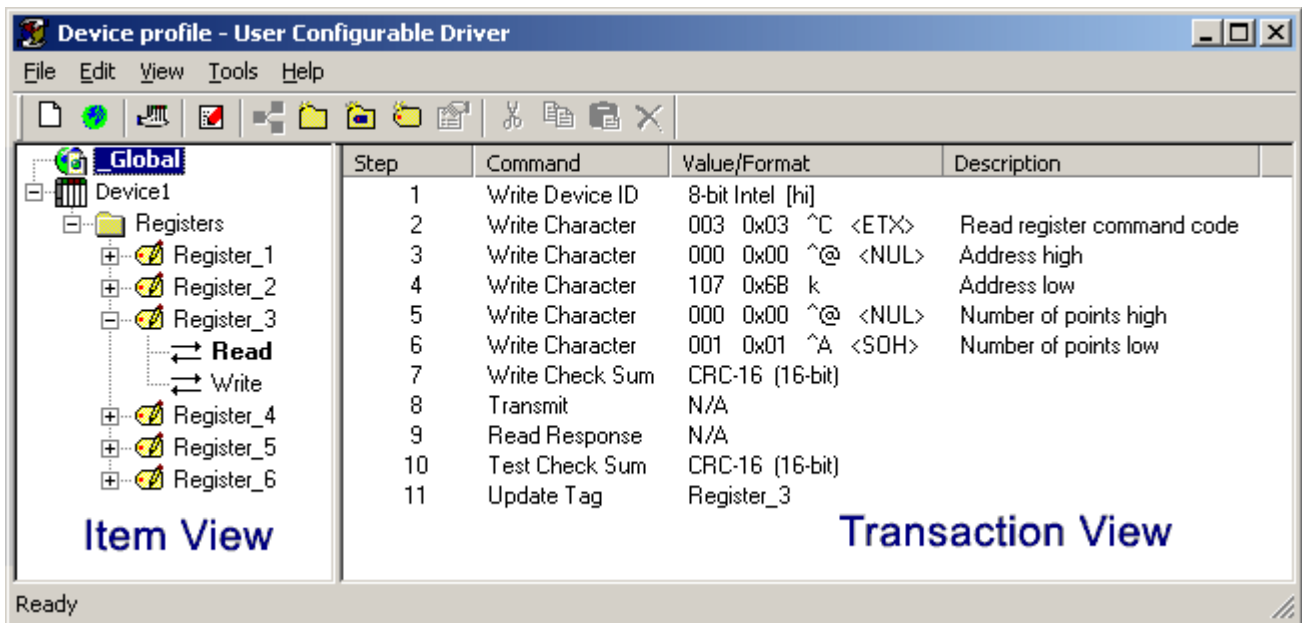 Device profile - User Configurable Driver
File Edit View Tools Help
_Global
Device1
Registers
Register_1
Register_2
Register_3
Read
Write
Register_4
Register_5
Register_6
Item View
Step Command Value/Format Description
1 Write Device ID 8-bit Intel [hi]
2 Write Character 003 0x03 ^C <ETX> Read register command code
3 Write Character 000 0x00 ^@ <NUL> Address high
4 Write Character 107 0x6B k Address low
5 Write Character 000 0x00 ^@ <NUL> Number of points high
6 Write Character 001 0x01 ^A <SOH> Number of points low
7 Write Check Sum CRC-16 (16-bit)
8 Transmit N/A
9 Read Response N/A
10 Test Check Sum CRC-16 (16-bit)
11 Update Tag Register_3
Transaction View
Ready